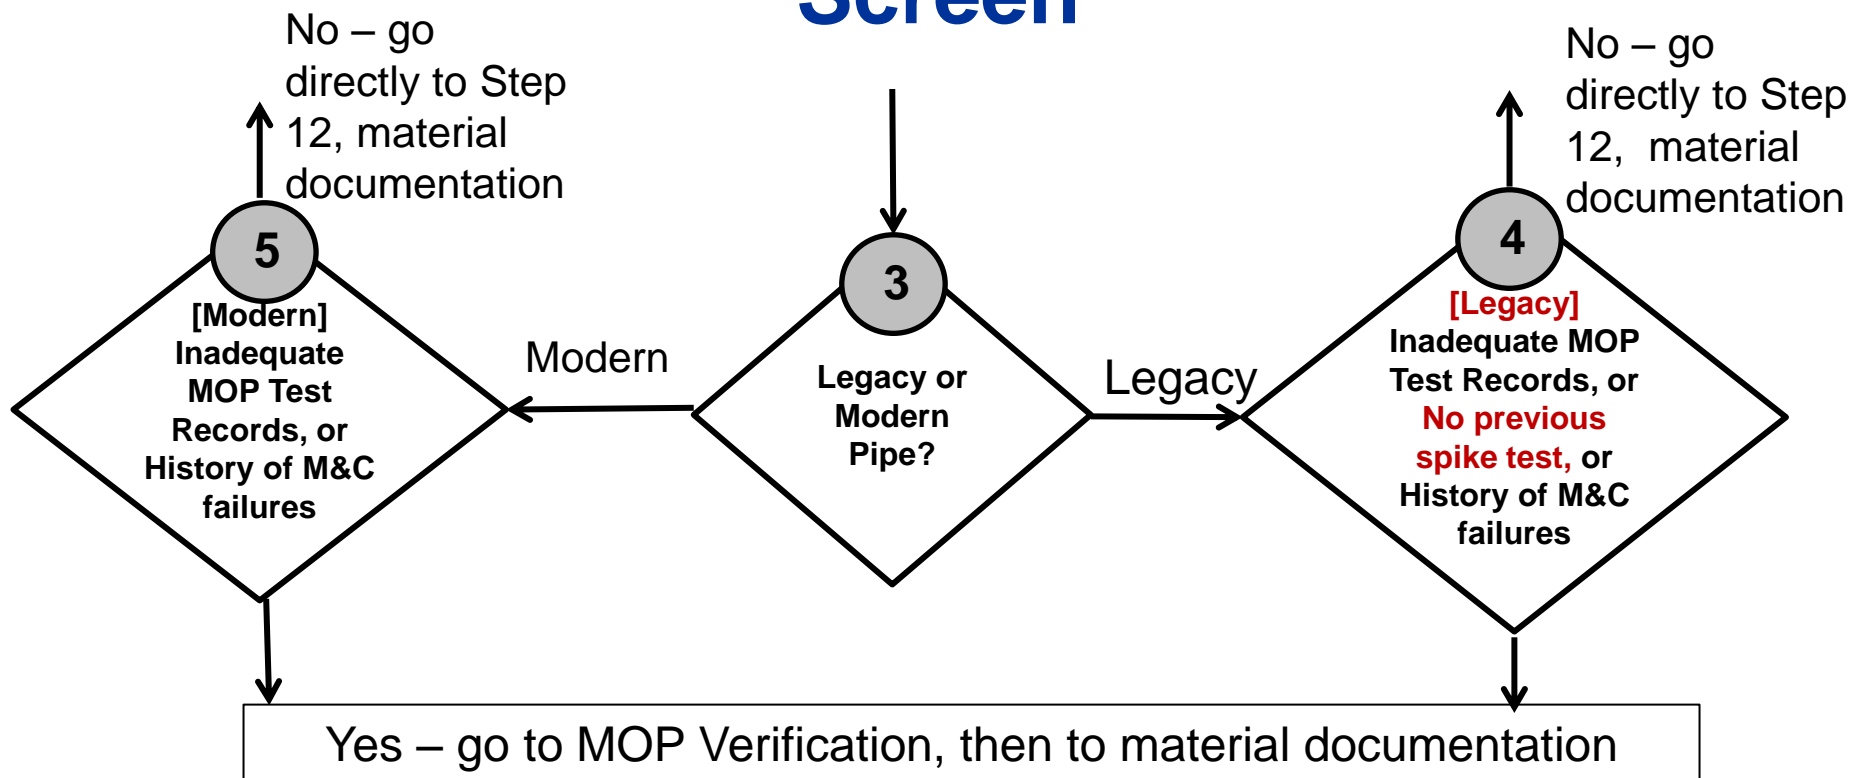 Screen
No – go
directly to Step
12, material
documentation
No – go
directly to Step
12, material
documentation
5
[Modern]
Inadequate
MOP Test
Records, or
History of M&C
failures
Modern
3
Legacy or
Modern
Pipe?
Legacy
4
[Legacy]
Inadequate MOP
Test Records, or
No previous
spike test, or
History of M&C
failures
Yes – go to MOP Verification, then to material documentation